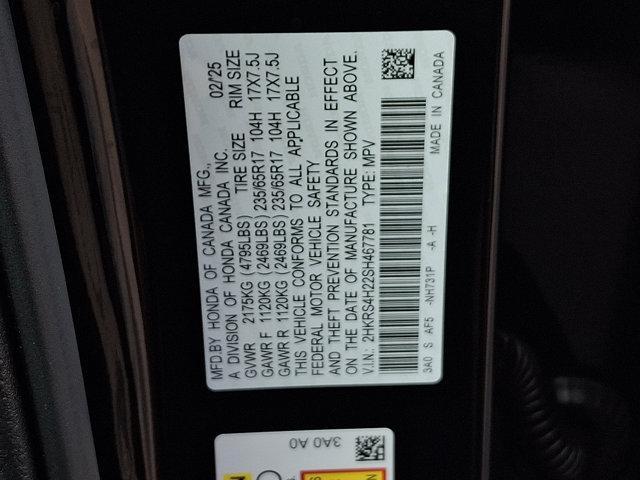 MFD.BY HONDA OF CANADA MFG., 02/'25
A DIVISION OF HONDA CANADA INC.
TIRE SIZE RIM SIZE
GVWR 2175KG (4795LBS)
GAWR F 1120KG (2469LBS) 235/65R17 104H 17X7.5J
GAWR R 1120KG (2469LBS) 235/65R17 104H 17X7.5J
THIS VEHICLE CONFORMS TO ALL APPLICABLE
FEDERAL MOTOR VEHICLE SAFETY
AND THEFT PREVENTION STANDARDS IN EFFECT
ON THE DATE OF MANUFACTURE SHOWN ABOVE.
V.I.N.: 2HKRS4H22SH467781 TYPE: MPV
3A0 S AF5 -NH731P -A -H MADE IN CANADA
3A0 A0